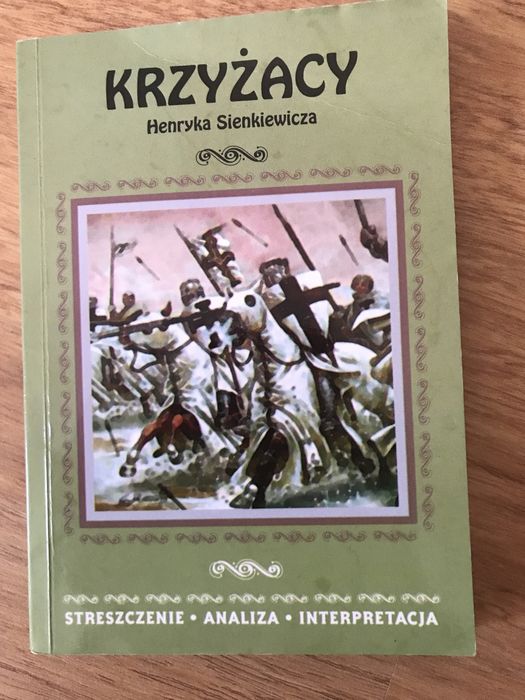 KRZYŻACY
Henryka Sienkiewicza
STRESZCZENIE • ANALIZA • INTERPRETACJA